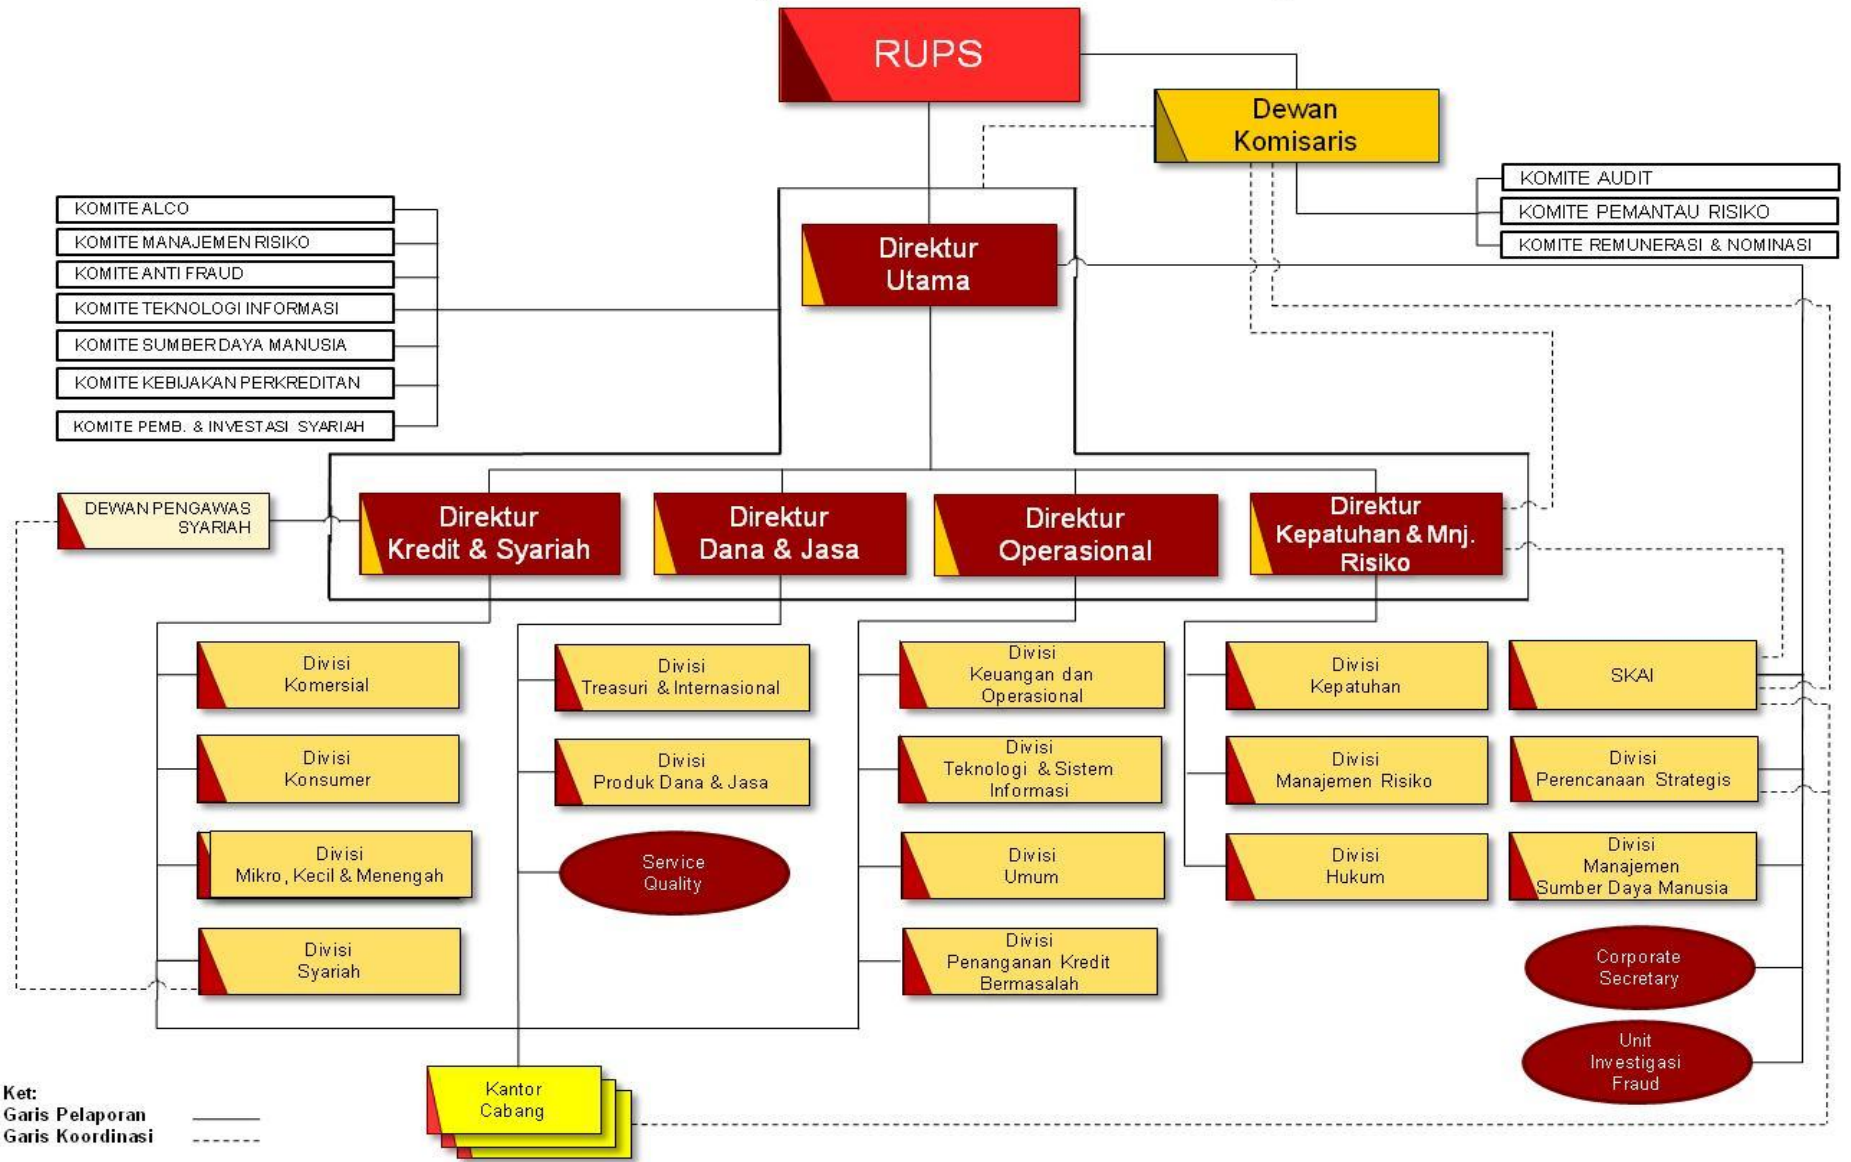 RUPS
Dewan
Komisaris
KOMITE AUDIT
KOMITE PEMANTAU RISIKO
KOMITE REMUNERASI & NOMINASI
KOMITE ALCO
KOMITE MANAJEMEN RISIKO
KOMITE ANTI FRAUD
KOMITE TEKNOLOGI INFORMASI
KOMITE SUMBER DAYA MANUSIA
KOMITE KEBIJAKAN PERKREDITAN
KOMITE PEMB. & INVESTASI SYARIAH
Direktur
Utama
DEWAN PENGAWAS
SYARIAH
Direktur
Kredit & Syariah
Direktur
Dana & Jasa
Direktur
Operasional
Direktur
Kepatuhan & Mnj.
Risiko
Divisi
Komersial
Divisi
Konsumer
Divisi
Mikro, Kecil & Menengah
Divisi
Syariah
Divisi
Treasuri & Internasional
Divisi
Produk Dana & Jasa
Service
Quality
Divisi
Keuangan dan
Operasional
Divisi
Teknologi & Sistem
Informasi
Divisi
Umum
Divisi
Penanganan Kredit
Bermasalah
Divisi
Kepatuhan
Divisi
Manajemen Risiko
Divisi
Hukum
SKAI
Divisi
Perencanaan Strategis
Divisi
Manajemen
Sumber Daya Manusia
Corporate
Secretary
Unit
Investigasi
Fraud
Kantor
Cabang
Ket:
Garis Pelaporan
Garis Koordinasi